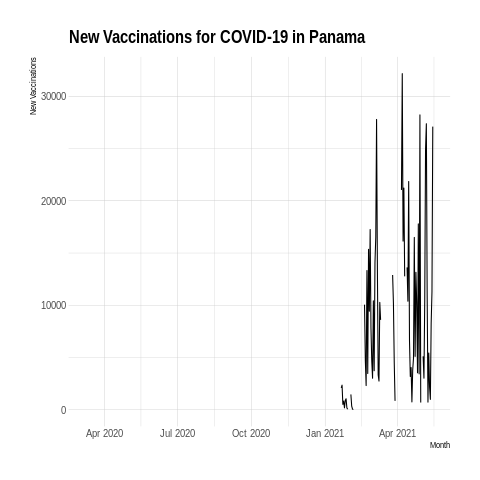 New Vaccinations for COVID-19 in Panama
New Vaccinations
30000
20000
10000
0
Apr 2020
Jul 2020
Oct 2020
Jan 2021
Apr 2021
Month